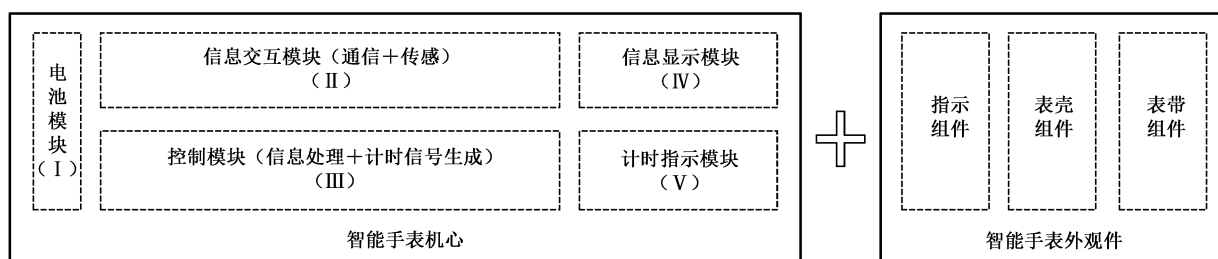 电
池
模
块
（Ⅰ）
信息交互模块（通信＋传感）
（Ⅱ）
信息显示模块
（Ⅳ）
控制模块（信息处理＋计时信号生成）
（Ⅲ）
计时指示模块
（Ⅴ）
智能手表机心
指示
组件
表壳
组件
表带
组件
智能手表外观件